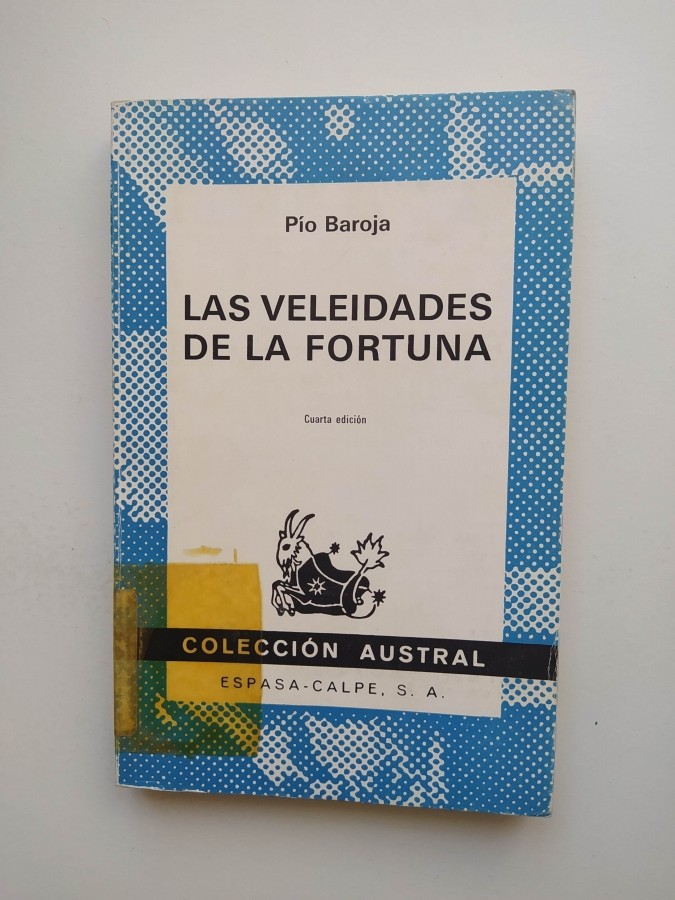 Pío Baroja
LAS VELEIDADES
DE LA FORTUNA
Cuarta edición
COLECCIÓN AUSTRAL
ESPASA-CALPE, S. A.